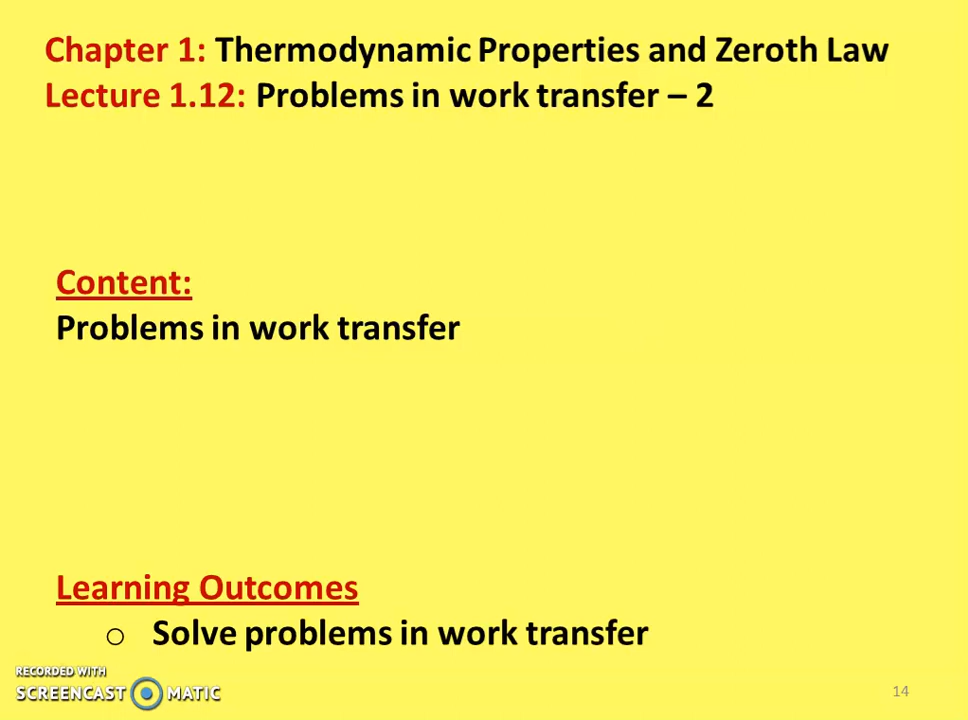 Chapter 1: Thermodynamic Properties and Zeroth Law
Lecture 1.12: Problems in work transfer – 2
Content:
Problems in work transfer
Learning Outcomes
o Solve problems in work transfer
RECORDED WITH
SCREENCAST MATIC
14